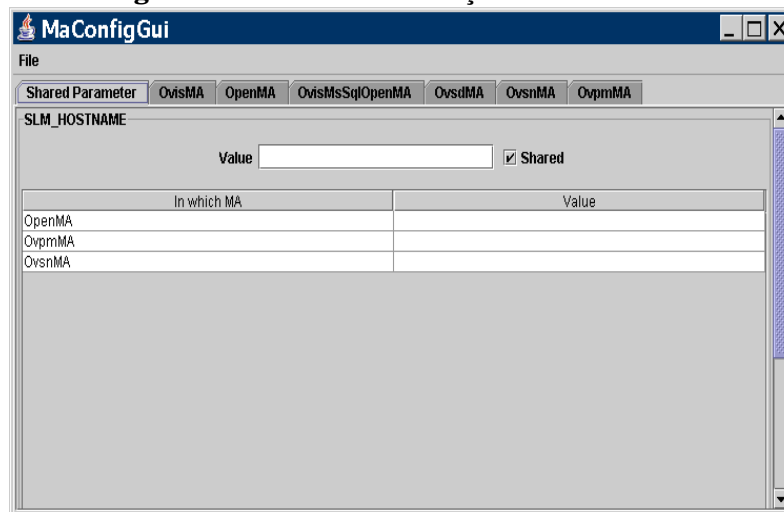 MaConfigGui
File
Shared Parameter OvisMA OpenMA OvisMsSqlOpenMA OvsdMA OvsnMA OvpmMA
SLM_HOSTNAME
Value Shared
In which MA Value
OpenMA
OvpmMA
OvsnMA